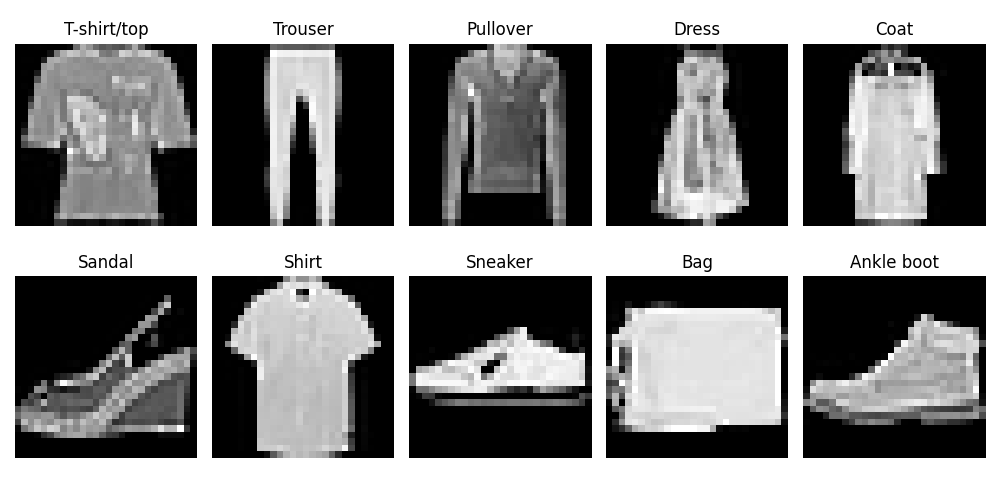 T-shirt/top
Trouser
Pullover
Dress
Coat
Sandal
Shirt
Sneaker
Bag
Ankle boot